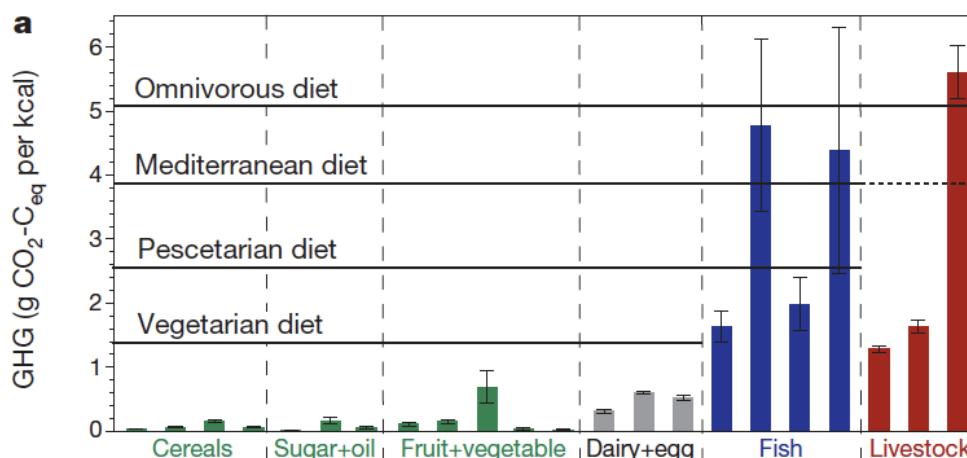 a
GHG (g CO2-Ceq per kcal)
6
5
4
3
2
1
0
Omnivorous diet
Mediterranean diet
Pescetarian diet
Vegetarian diet
Cereals Sugar+oil Fruit+vegetable Dairy+egg Fish Livestock